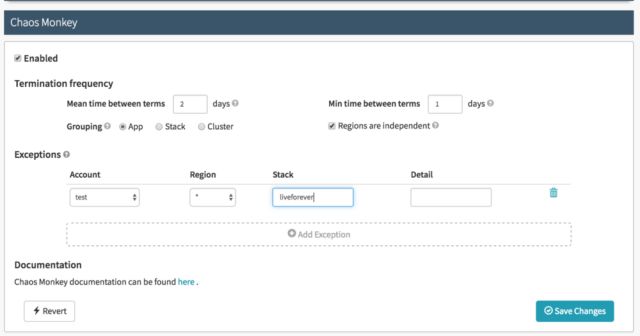 Chaos Monkey
Enabled
Termination frequency
Mean time between terms 2 days Min time between terms 1 days
Grouping App Stack Cluster Regions are independent
Exceptions
Account Region Stack Detail
test * liveforever
Add Exception
Documentation
Chaos Monkey documentation can be found here .
Revert Save Changes